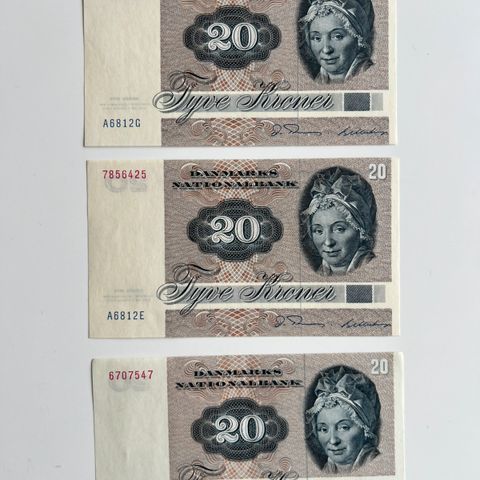 20
Tyve Kroner
A6812G
7856425
DANMARKS
NATIONALBANK
20
20
Tyve Kroner
A6812E
6707547
DANMARKS
NATIONALBANK
20
20